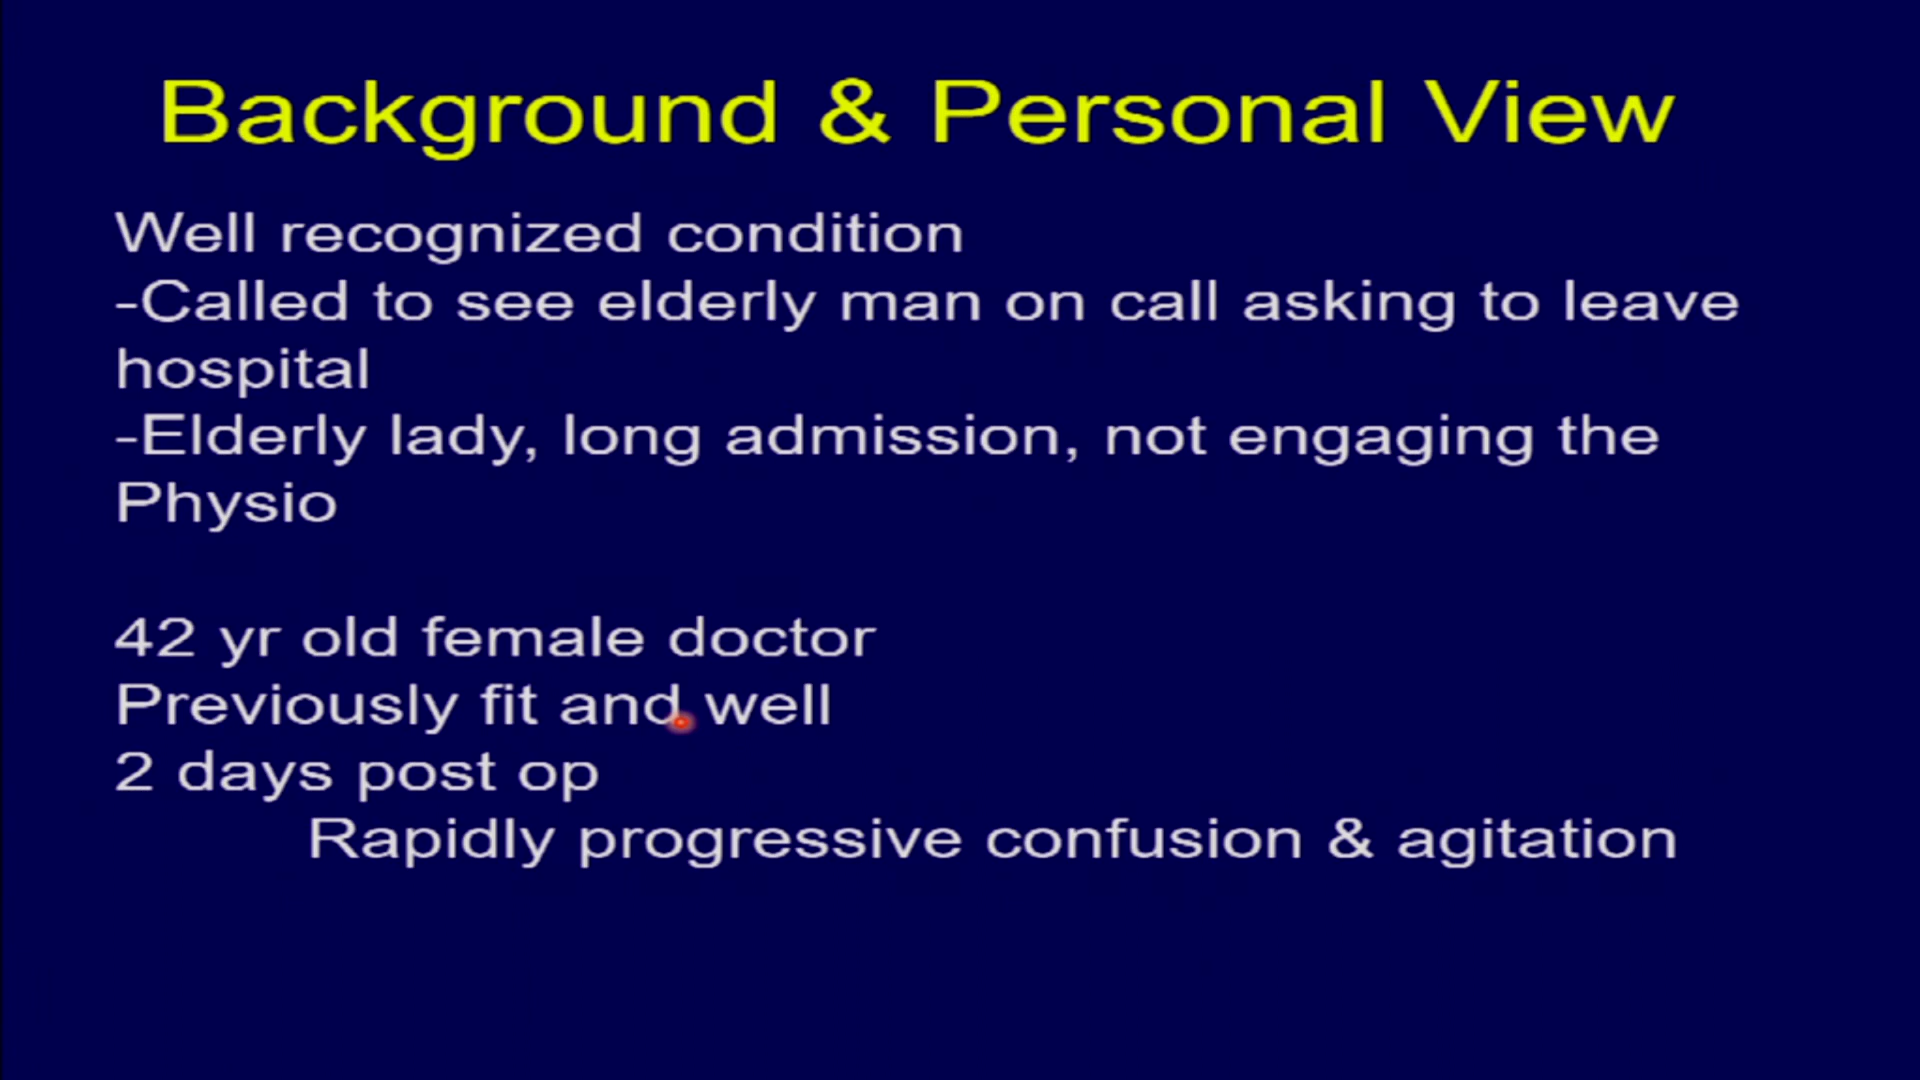 Background & Personal View
Well recognized condition
-Called to see elderly man on call asking to leave
hospital
-Elderly lady, long admission, not engaging the
Physio
42 yr old female doctor
Previously fit and well
2 days post op
Rapidly progressive confusion & agitation